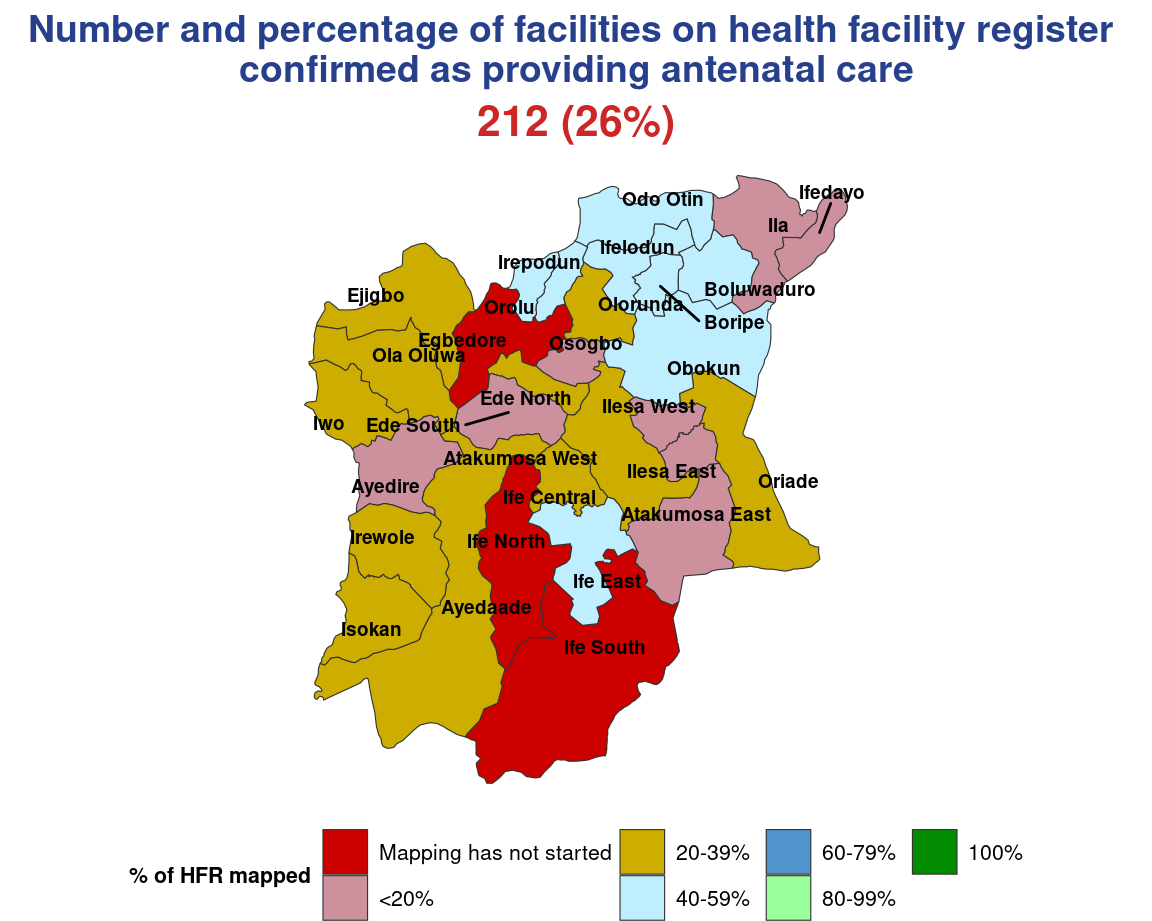 Number and percentage of facilities on health facility register
confirmed as providing antenatal care
212 (26%)
Ifedayo
Odo Otin
Ila
Ifelodun
Irepodun
Boluwaduro
Ejigbo
Orolu
Olorunda
Boripe
Egbedore
Osogbo
Ola Oluwa
Obokun
Ede North
Ilesa West
Iwo
Ede South
Atakumosa West
Ilesa East
Oriade
Ayedire
Ife Central
Atakumosa East
Irewole
Ife North
Ife East
Ayedaade
Isokan
Ife South
% of HFR mapped
Mapping has not started
<20%
20-39%
40-59%
60-79%
80-99%
100%